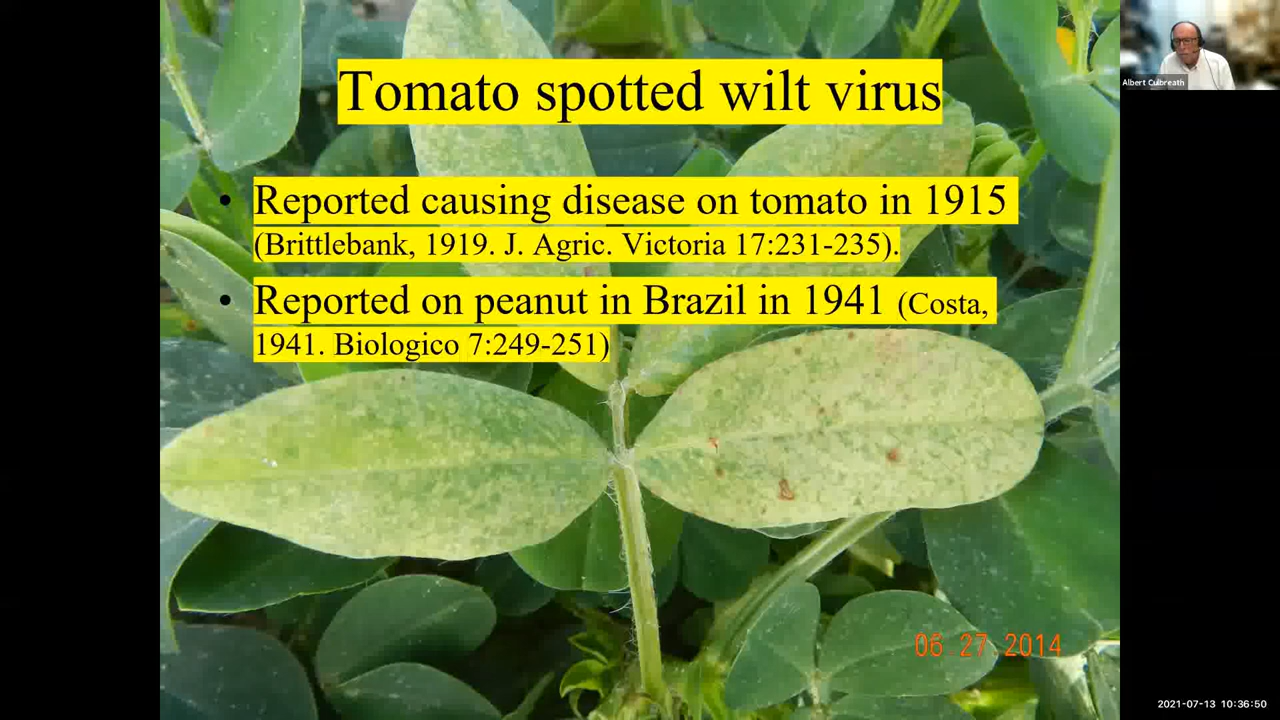 Tomato spotted wilt virus
• Reported causing disease on tomato in 1915
(Brittlebank, 1919. J. Agric. Victoria 17:231-235).
• Reported on peanut in Brazil in 1941 (Costa,
1941. Biologico 7:249-251)
06 27 2014
Albert Culbreath
2021-07-13 10:36:50